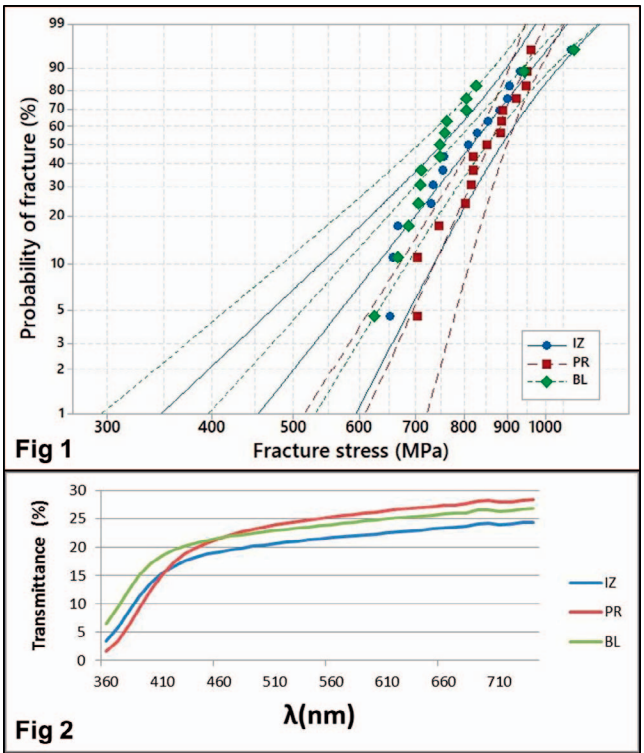 99
90
80
70
60
50
40
30
20
10
5
3
2
1
Probability of fracture (%)
IZ
PR
BL
300 400 500 600 700 800 900 1000
Fig 1
Fracture stress (MPa)
30
25
20
15
10
5
0
Transmittance (%)
IZ
PR
BL
360 410 460 510 560 610 660 710
λ(nm)
Fig 2